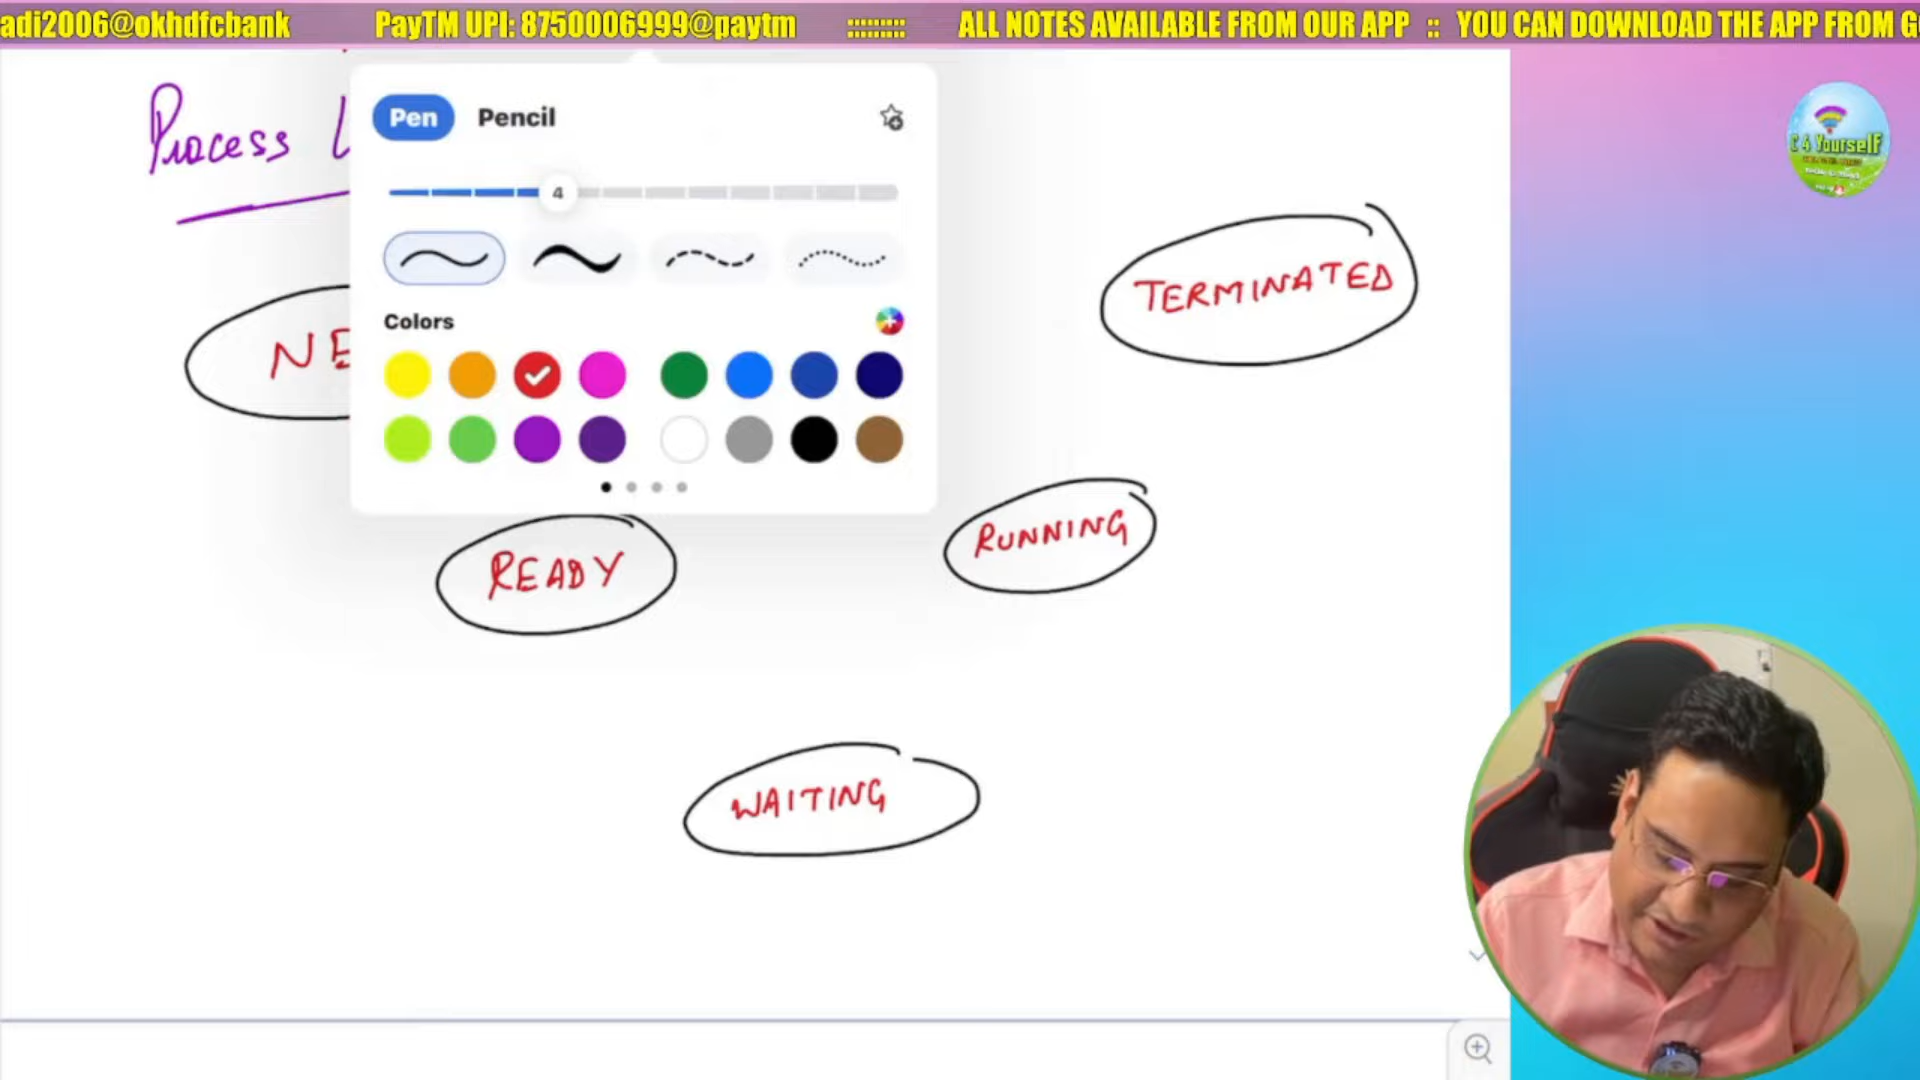 adi2006@okhdfcbank PayTM UPI: 8750006999@paytm ::::::::: ALL NOTES AVAILABLE FROM OUR APP :: YOU CAN DOWNLOAD THE APP FROM G
Process L
Pen Pencil
4
Colors
C 4 YourselF
TERMINATED
NE
RUNNING
READY
WAITING